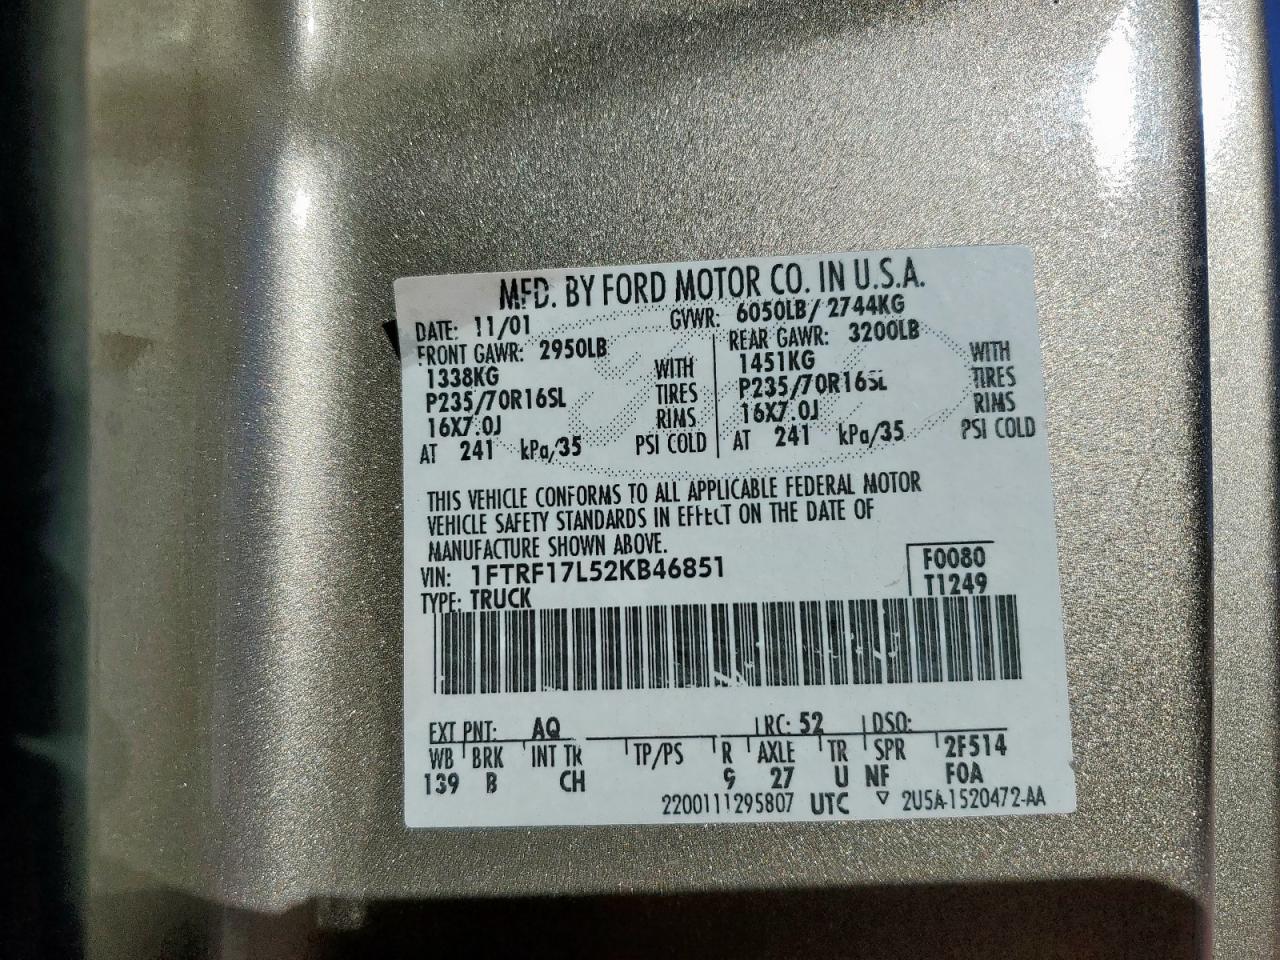 MFD. BY FORD MOTOR CO. IN U.S.A.
DATE: 11/01 GVWR: 6050LB/ 2744KG
FRONT GAWR: 2950LB REAR GAWR: 3200LB
1338KG WITH 1451KG WITH
P235/70R16SL TIRES P235/70R16SL TIRES
16X7.0J RIMS 16X7.0J RIMS
AT 241 kPa/35 PSI COLD AT 241 kPa/35 PSI COLD
THIS VEHICLE CONFORMS TO ALL APPLICABLE FEDERAL MOTOR
VEHICLE SAFETY STANDARDS IN EFFECT ON THE DATE OF
MANUFACTURE SHOWN ABOVE.
VIN: 1FTRF17L52KB46851 F0080
TYPE: TRUCK T1249
EXT PNT: AQ RC: 52 DSO:
WB BRK INT TR TP/PS R AXLE TR SPR 2F514
139 B CH 9 27 U NF F0A
2200111295807 UTC ▽ 2U5A-1520472-AA